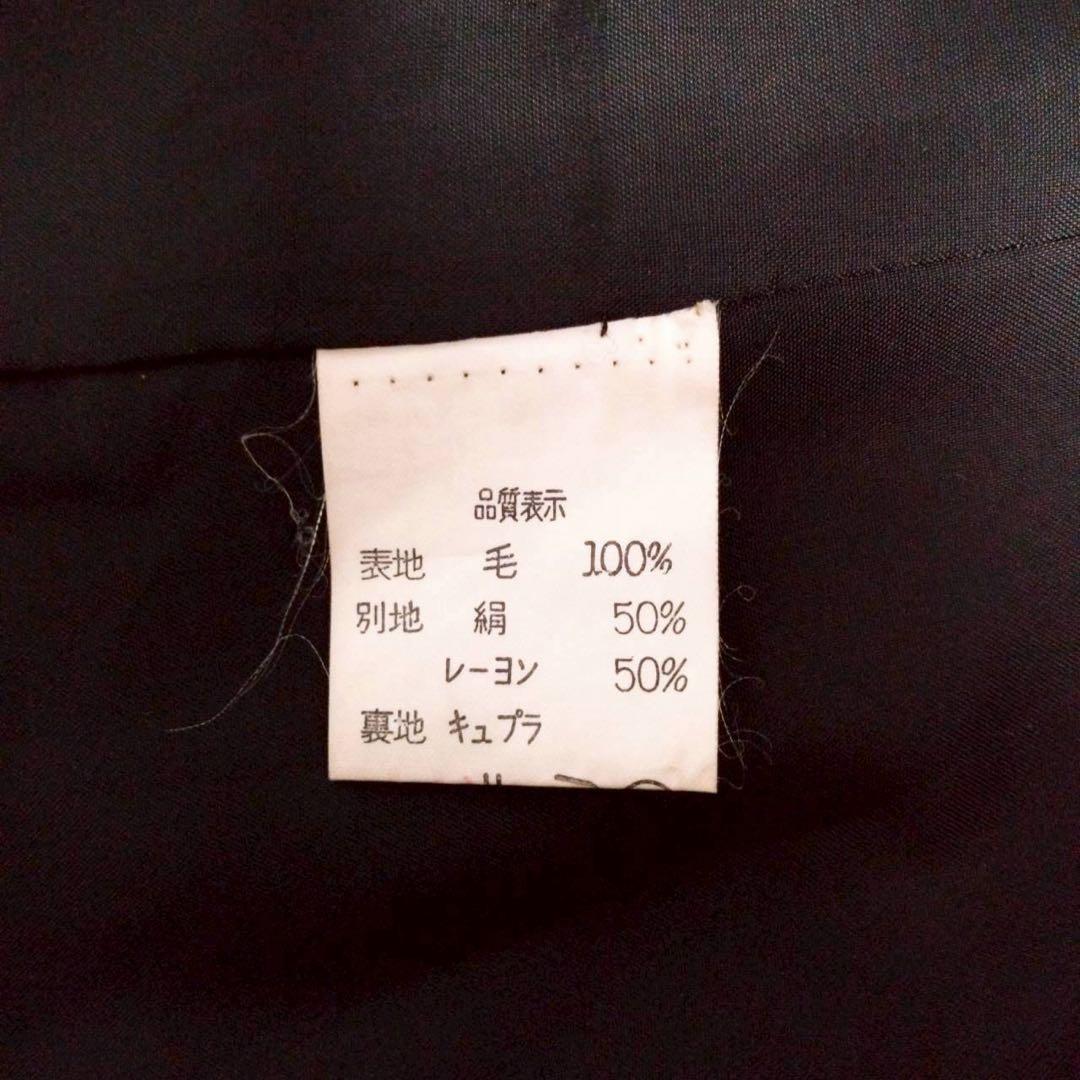 品質表示
表地 毛 100%
別地 絹 50%
レーヨン 50%
裏地 キュプラ